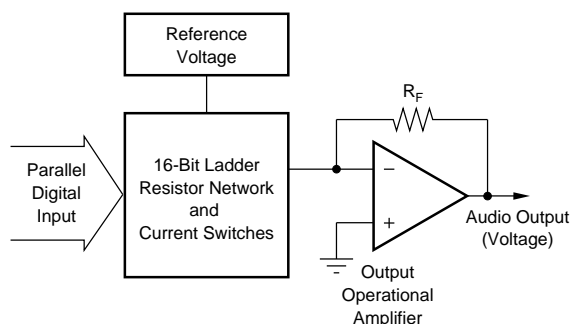 Reference
Voltage
R_F
Parallel
Digital
Input
16-Bit Ladder
Resistor Network
and
Current Switches
−
+
Audio Output
(Voltage)
Output
Operational
Amplifier